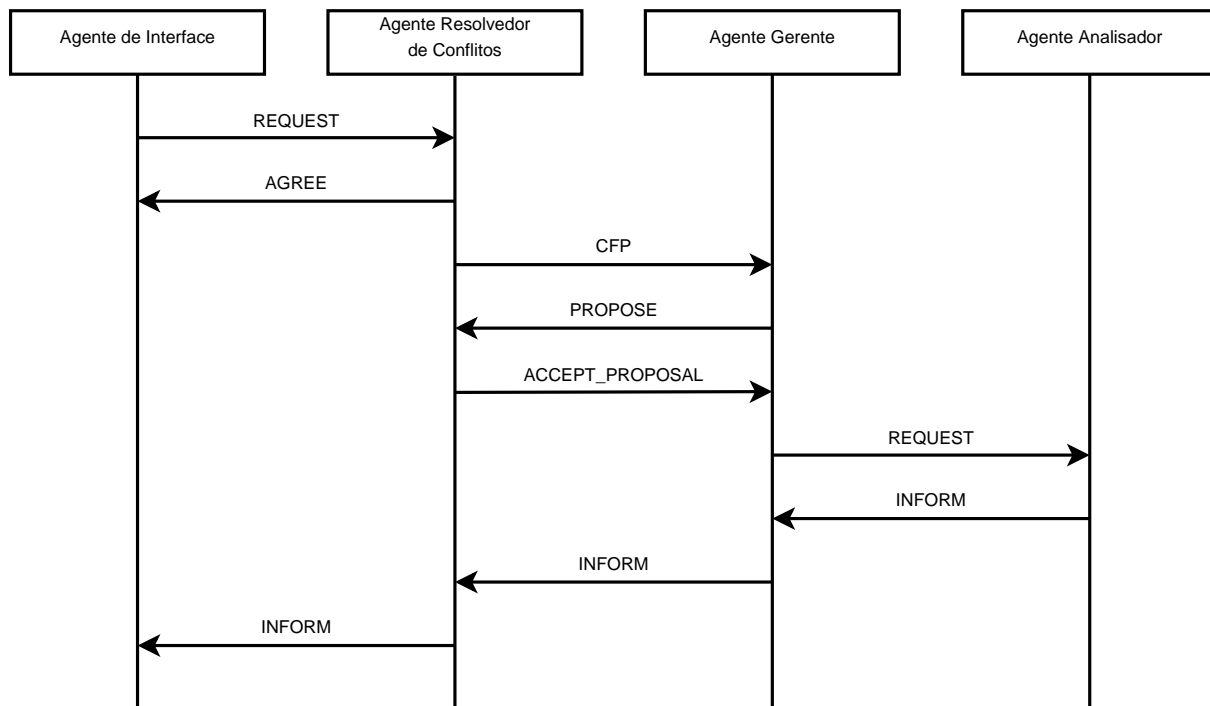 Agente de Interface
Agente Resolvedor
de Conflitos
Agente Gerente
Agente Analisador
REQUEST
AGREE
CFP
PROPOSE
ACCEPT_PROPOSAL
REQUEST
INFORM
INFORM
INFORM